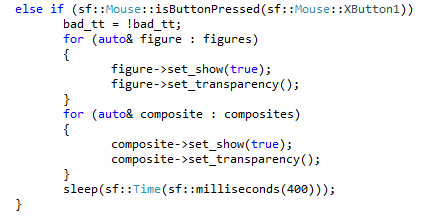 else if (sf::Mouse::isButtonPressed(sf::Mouse::XButton1))
bad_tt = !bad_tt;
for (auto& figure : figures)
{
figure->set_show(true);
figure->set_transparency();
}
for (auto& composite : composites)
{
composite->set_show(true);
composite->set_transparency();
}
sleep(sf::Time(sf::milliseconds(400)));
}